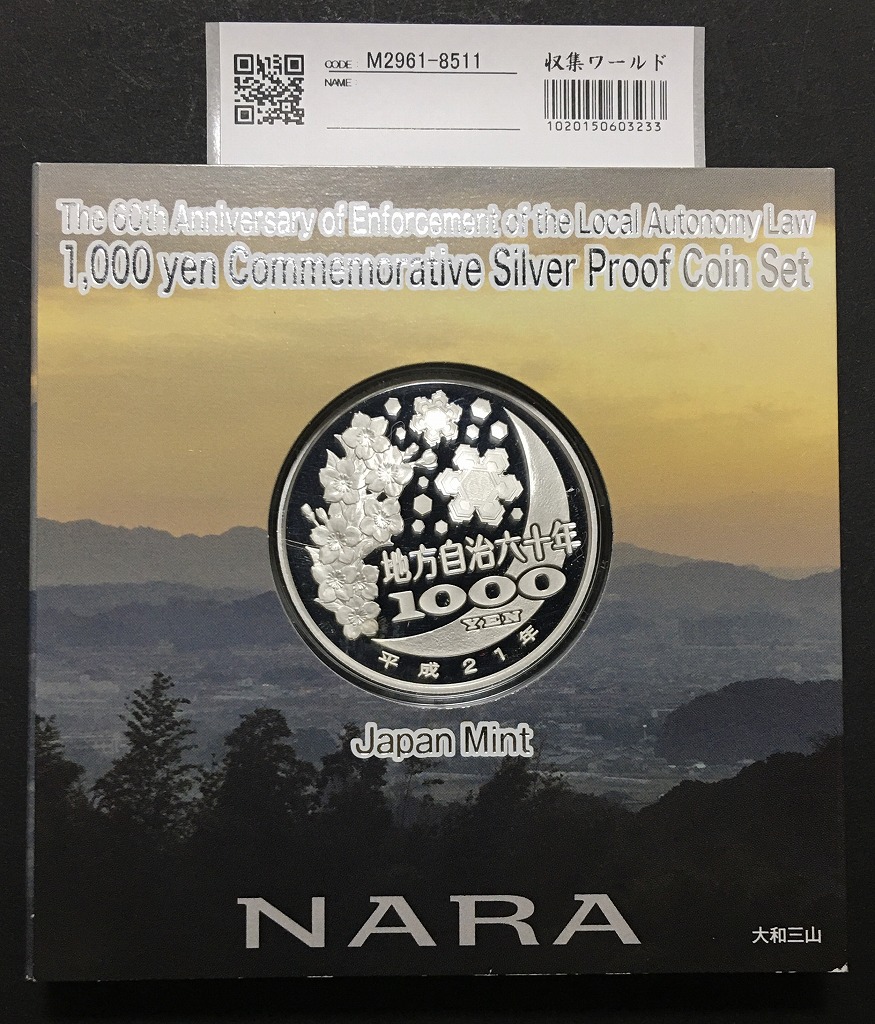 CODE M2961-8511
NAME
収集ワールド
1020150603233
The 60th Anniversary of Enforcement of the Local Autonomy Law
1,000 yen Commemorative Silver Proof Coin Set
地方自治六十年
1000
YEN
平成21年
Japan Mint
NARA
大和三山